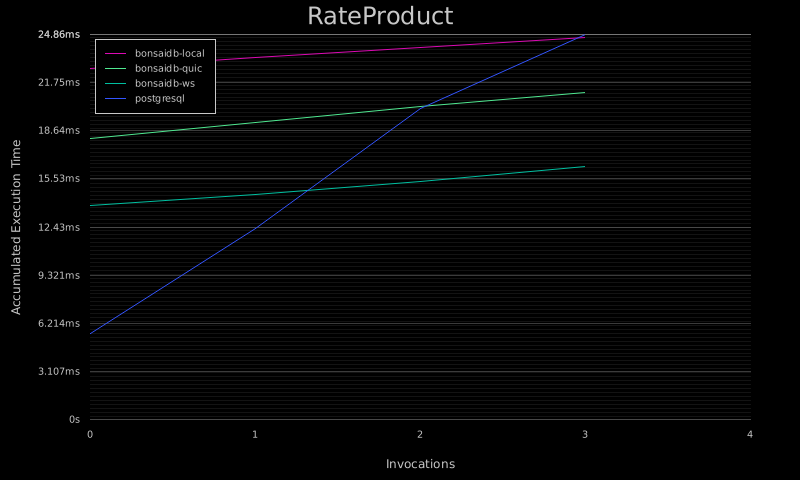 RateProduct
24.86ms
bonsaidb-local
bonsaidb-quic
bonsaidb-ws
postgresql
21.75ms
18.64ms
15.53ms
12.43ms
9.321ms
6.214ms
3.107ms
0s
Accumulated Execution Time
0 1 2 3 4
Invocations